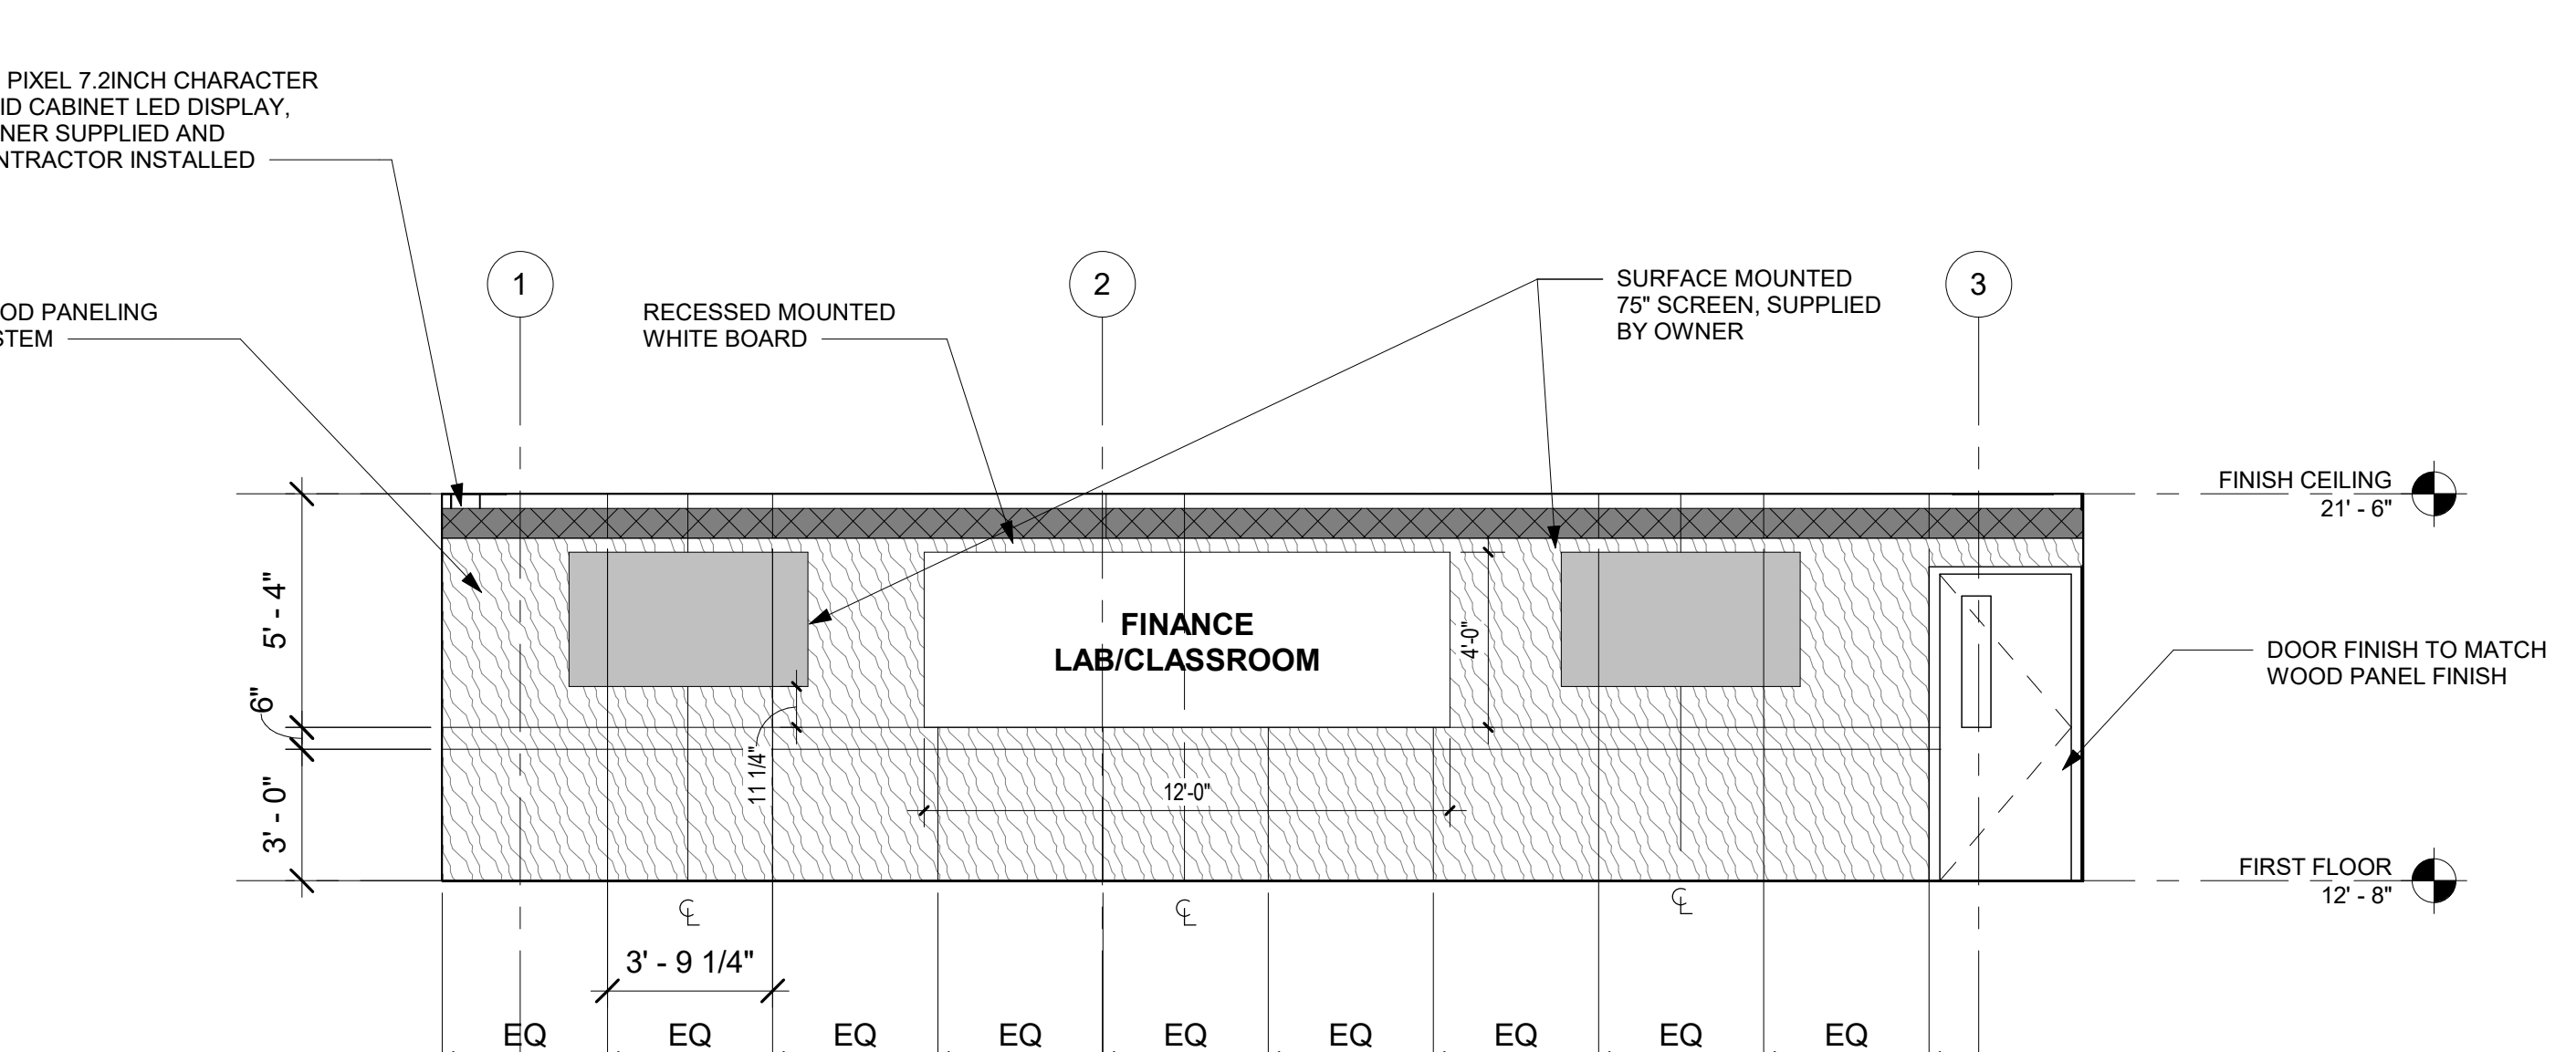 PIXEL 7.2INCH CHARACTER
ID CABINET LED DISPLAY,
NER SUPPLIED AND
NTRACTOR INSTALLED
OD PANELING
STEM
1
RECESSED MOUNTED
WHITE BOARD
2
SURFACE MOUNTED
75" SCREEN, SUPPLIED
BY OWNER
3
FINISH CEILING
21' - 6"
5' - 4"
6"
3' - 0"
FINANCE
LAB/CLASSROOM
4'-0"
11 1/4"
12'-0"
DOOR FINISH TO MATCH
WOOD PANEL FINISH
FIRST FLOOR
12' - 8"
CL
CL
CL
3' - 9 1/4"
EQ EQ EQ EQ EQ EQ EQ EQ EQ